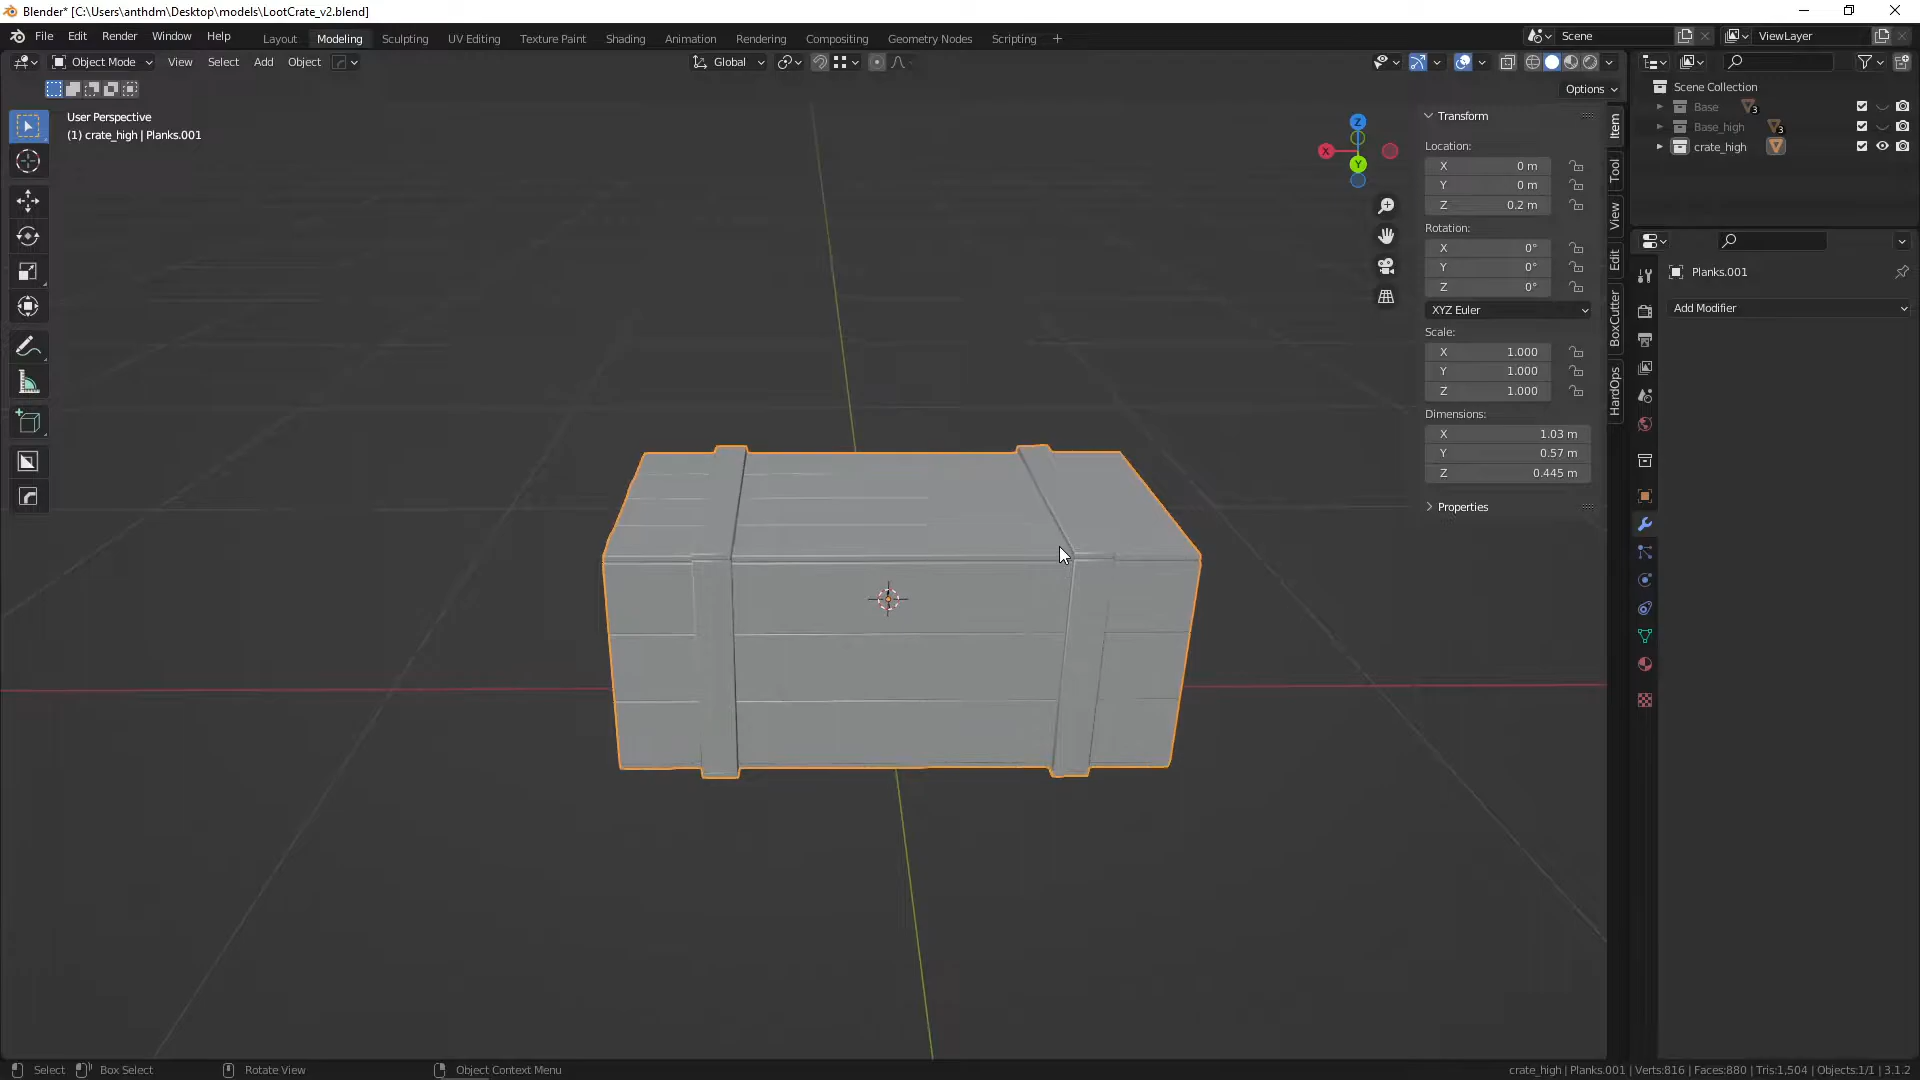 Blender* [C:\Users\anthdm\Desktop\models\LootCrate_v2.blend]
File Edit Render Window Help Layout Modeling Sculpting UV Editing Texture Paint Shading Animation Rendering Compositing Geometry Nodes Scripting + Scene ViewLayer
Object Mode View Select Add Object Global
Options
User Perspective
(1) crate_high | Planks.001
X
Y
Z
Transform
Location:
X 0 m
Y 0 m
Z 0.2 m
Rotation:
X 0°
Y 0°
Z 0°
XYZ Euler
Scale:
X 1.000
Y 1.000
Z 1.000
Dimensions:
X 1.03 m
Y 0.57 m
Z 0.445 m
Properties
Item
Tool
View
Edit
BoxCutter
HardOps
Scene Collection
Base 3
Base_high 3
crate_high
Planks.001
Add Modifier
Select Box Select Rotate View Object Context Menu crate_high | Planks.001 | Verts:816 | Faces:880 | Tris:1,504 | Objects:1/1 | 3.1.2